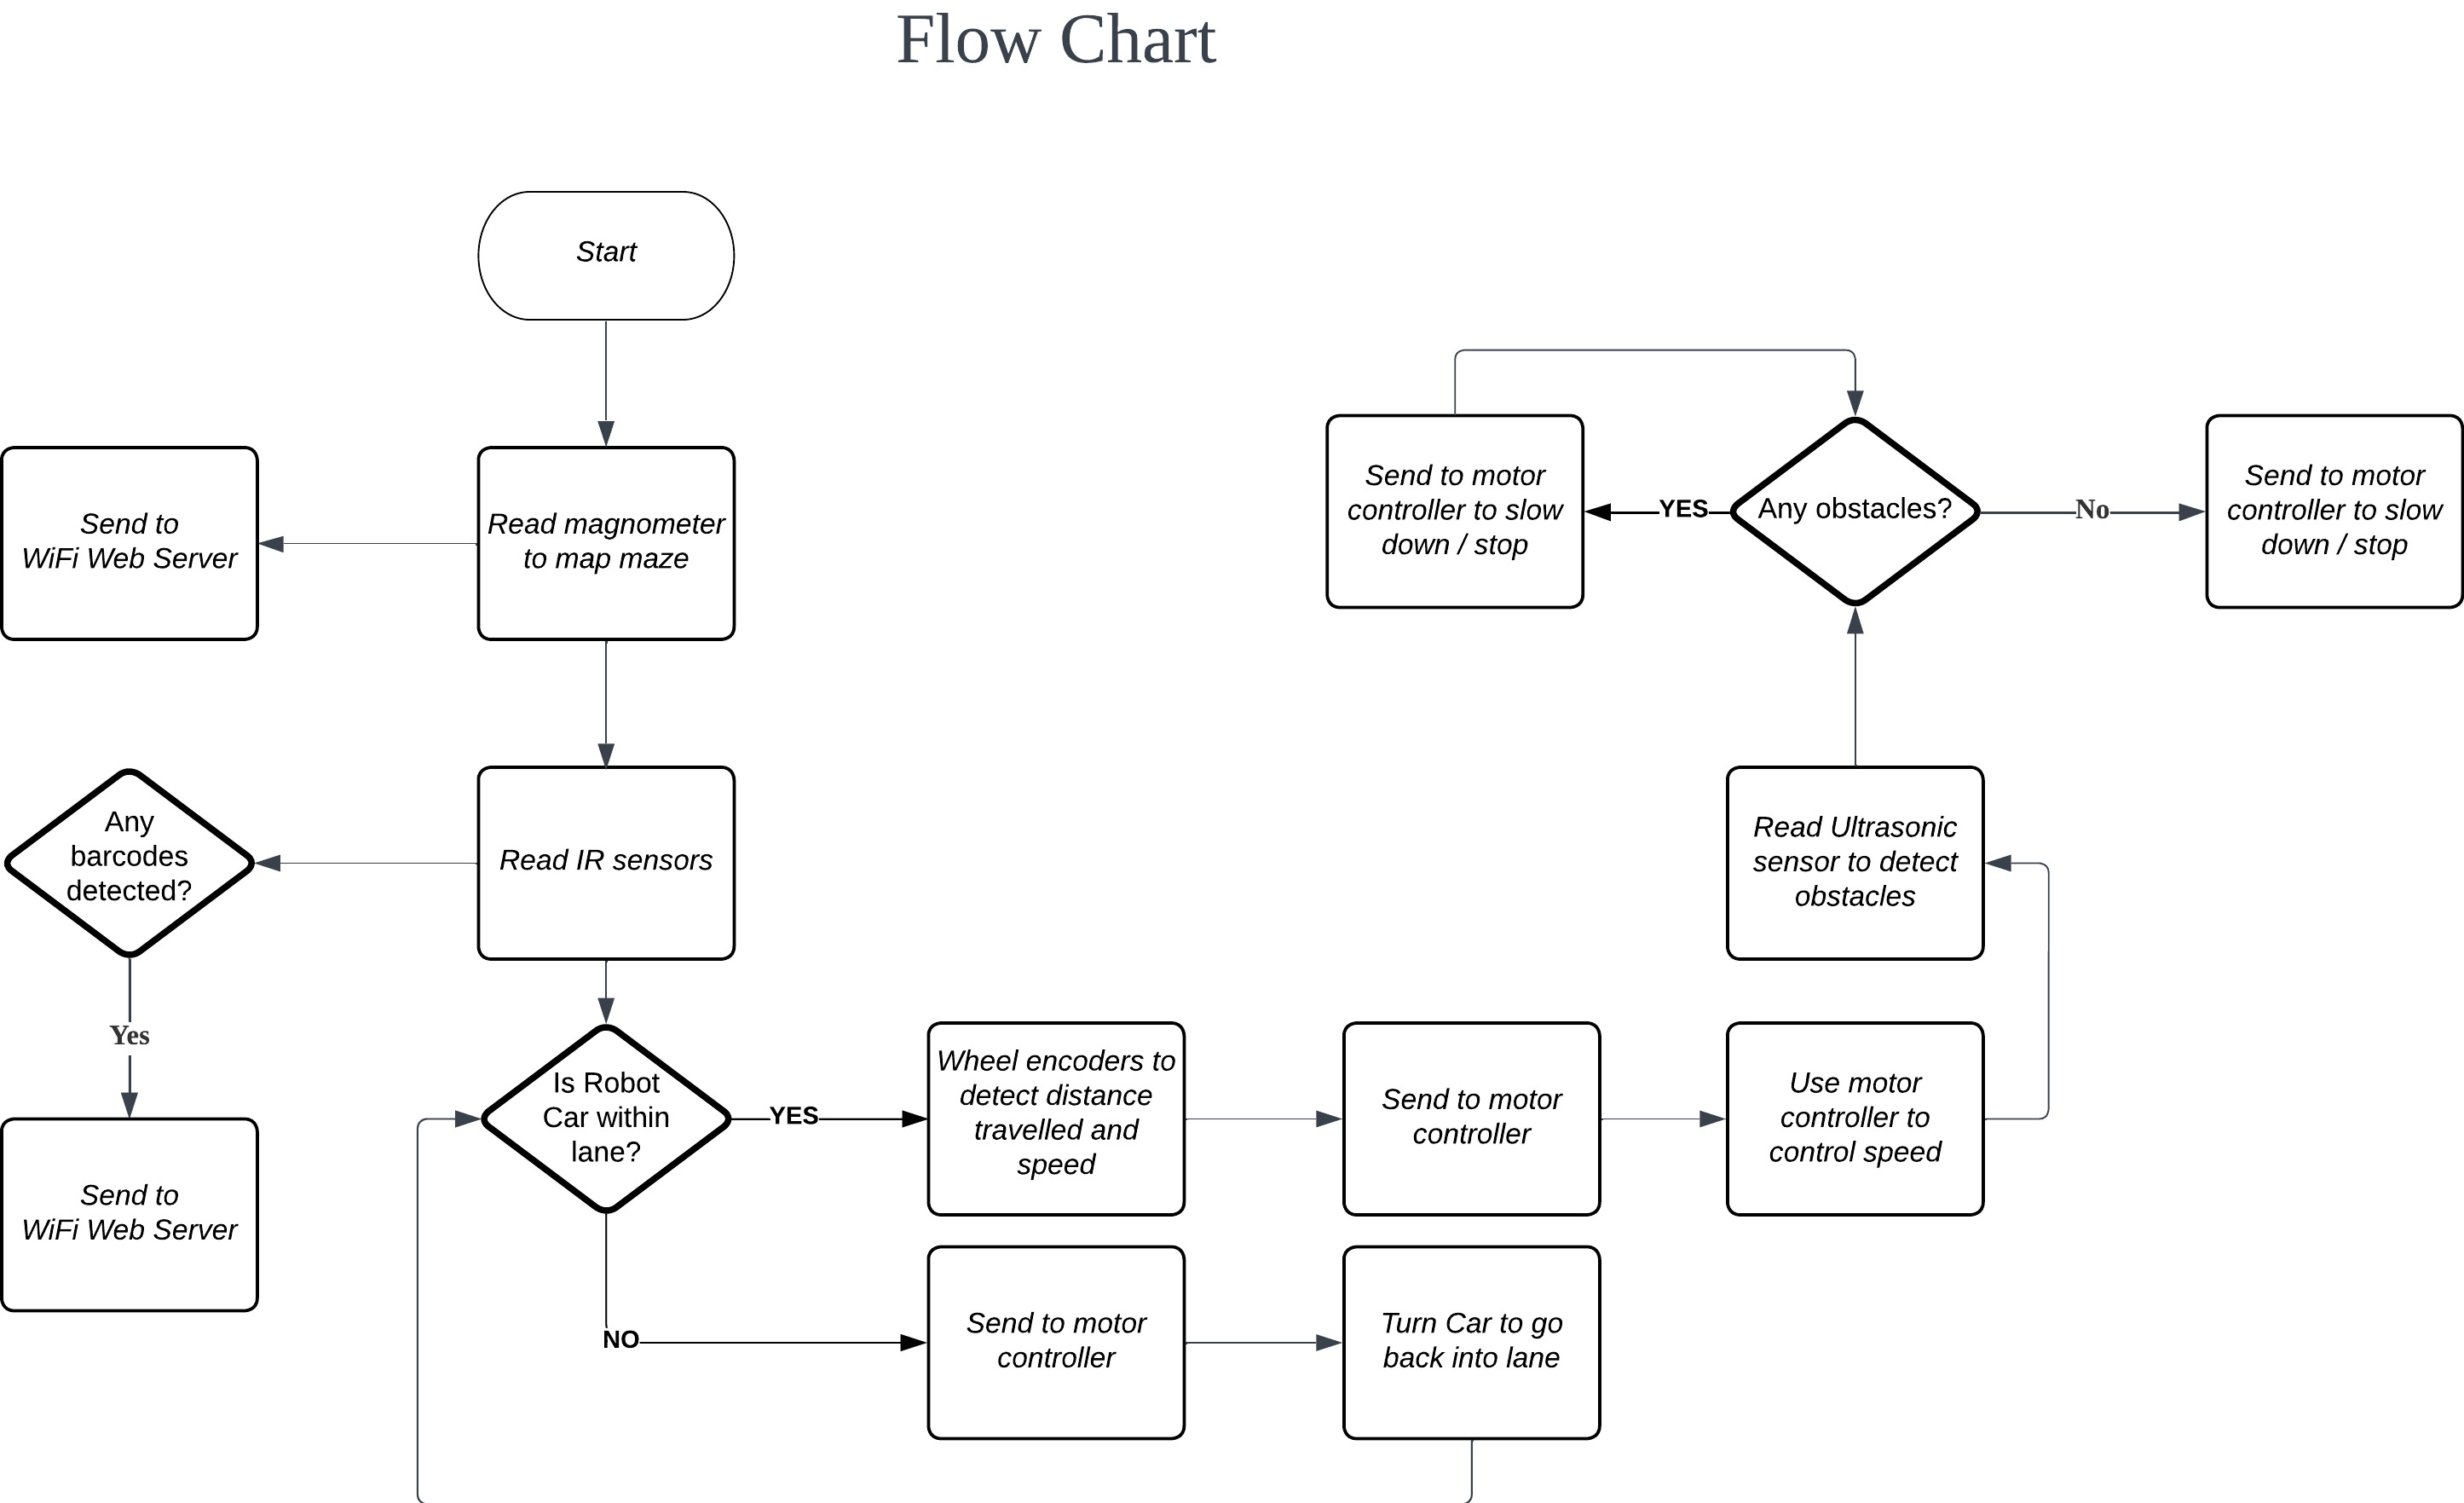 Flow Chart
Start
Send to
WiFi Web Server
Read magnometer
to map maze
Send to motor
controller to slow
down / stop
YES
Any obstacles?
No
Send to motor
controller to slow
down / stop
Any
barcodes
detected?
Read IR sensors
Read Ultrasonic
sensor to detect
obstacles
Yes
Send to
WiFi Web Server
Is Robot
Car within
lane?
YES
Wheel encoders to
detect distance
travelled and
speed
Send to motor
controller
Use motor
controller to
control speed
NO
Send to motor
controller
Turn Car to go
back into lane